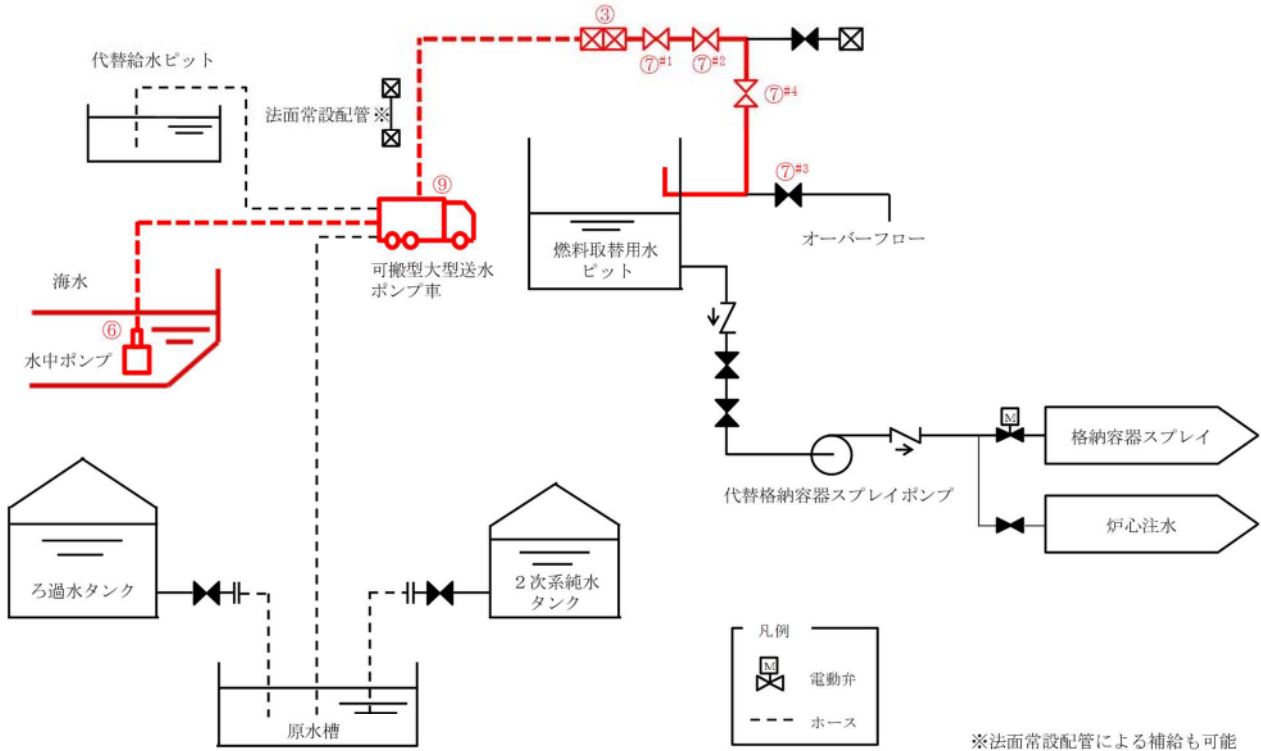 ③
⑦#1
⑦#2
⑦#4
代替給水ピット
法面常設配管※
⑨
⑦#3
オーバーフロー
燃料取替用水
ピット
可搬型大型送水
ポンプ車
海水
⑥
水中ポンプ
M
格納容器スプレイ
代替格納容器スプレイポンプ
炉心注水
ろ過水タンク
2次系純水
タンク
原水槽
凡例
M
電動弁
ホース
※法面常設配管による補給も可能